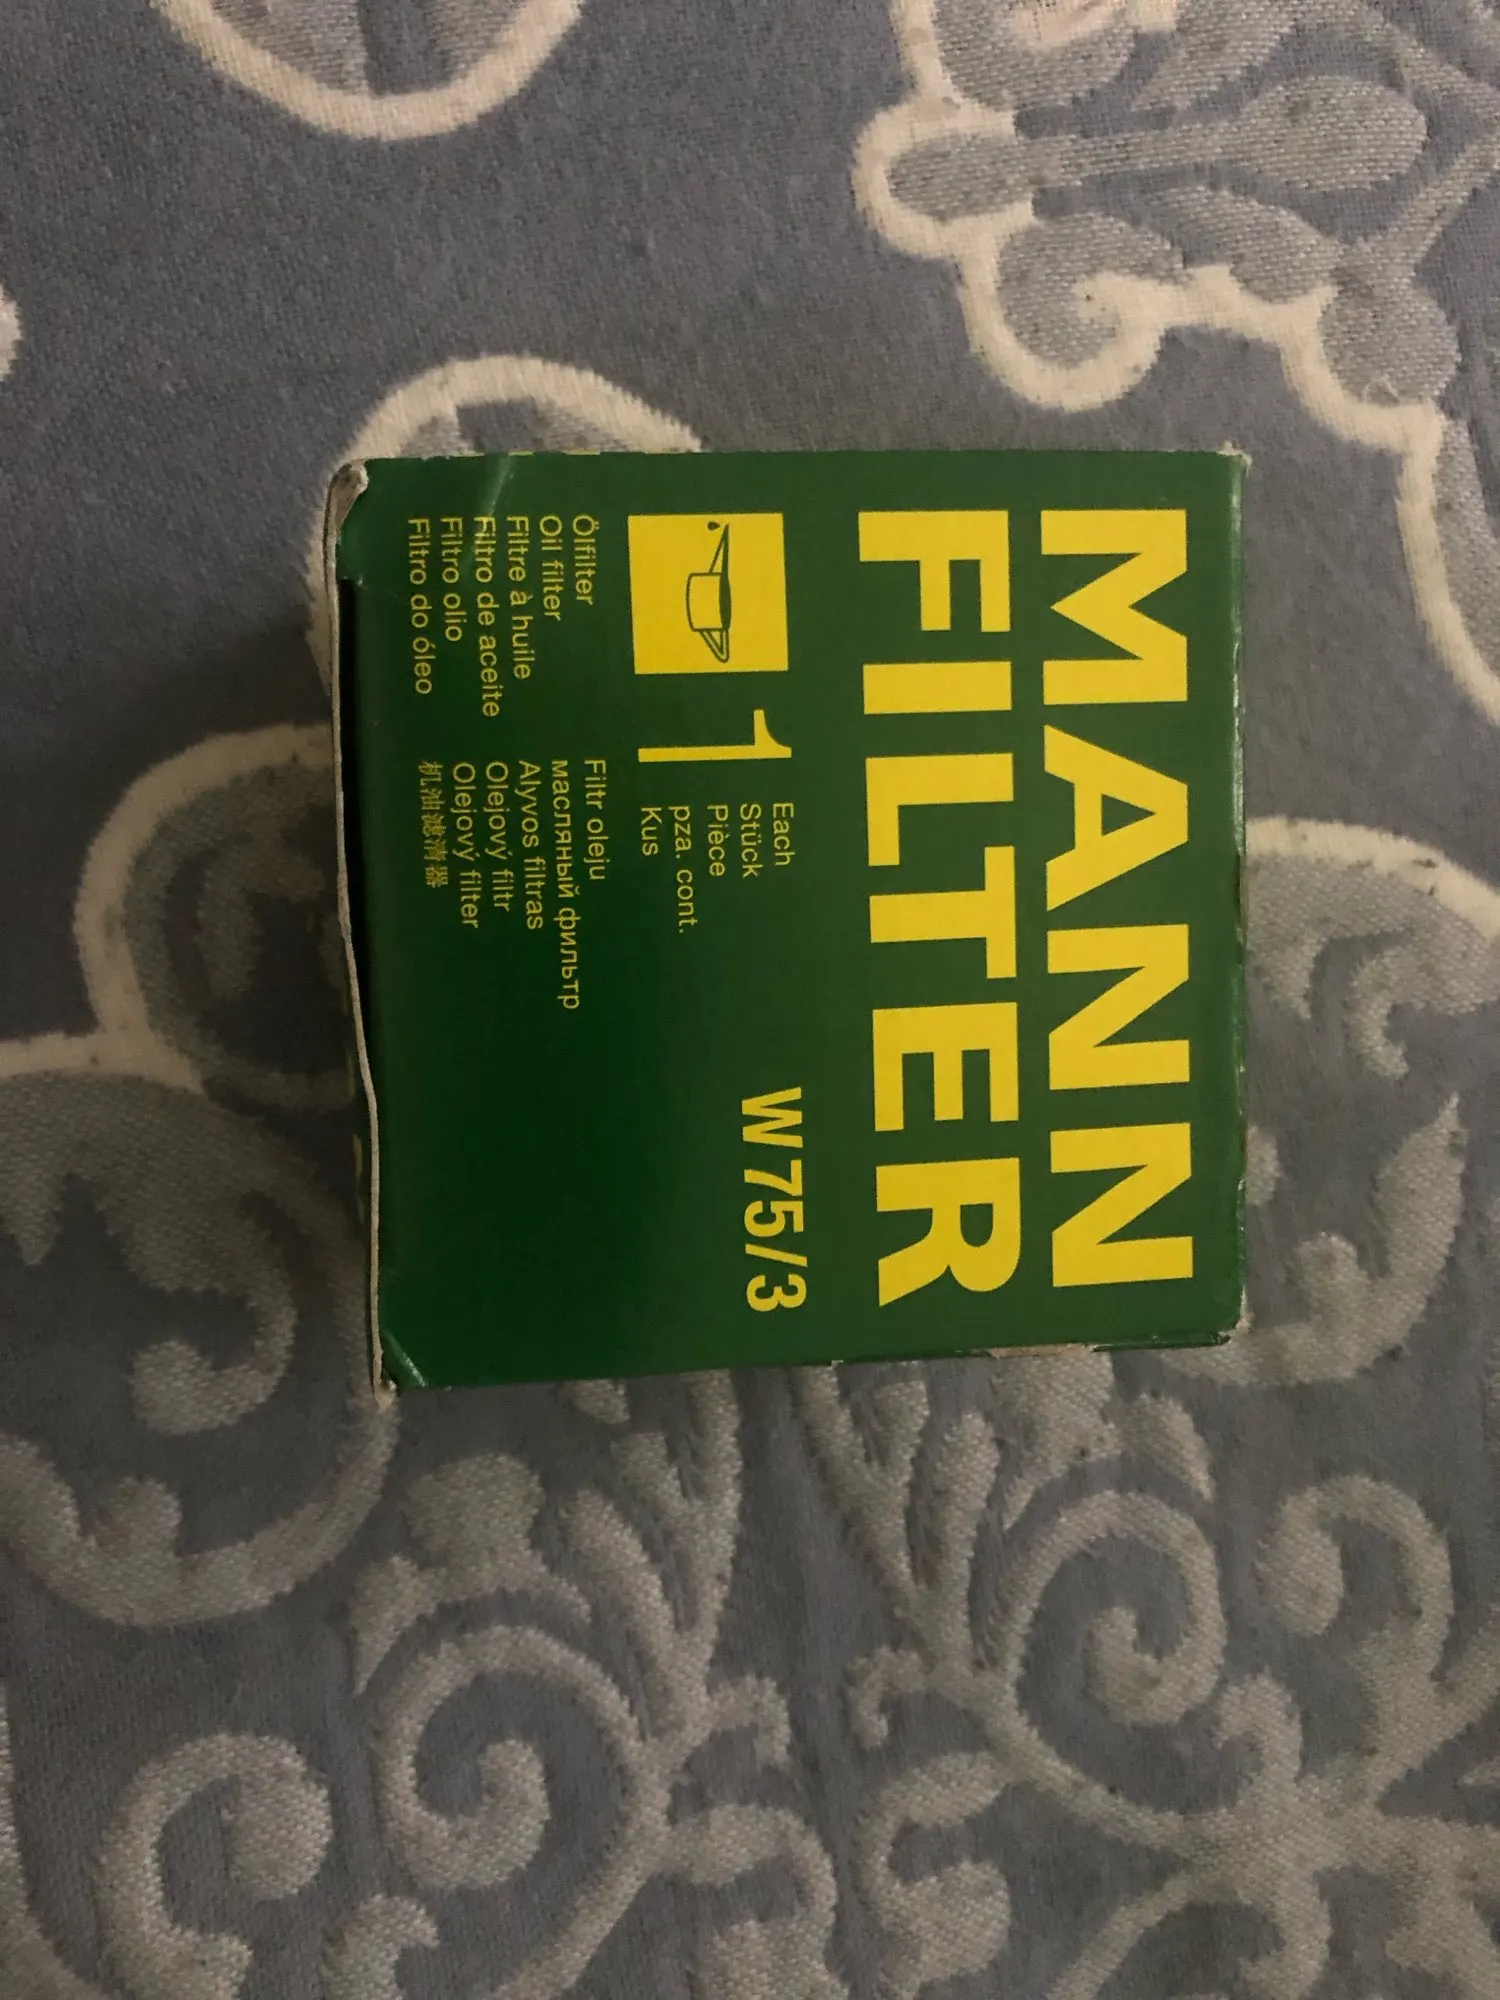 MANN
FILTER
1
Each
Stück
Pièce
pza. cont.
Kus
W 75/3
Ölfilter
Oil filter
Filtre à huile
Filtro de aceite
Filtro olio
Filtro do óleo
Filtr oleju
масляный фильтр
Alyvos filtras
Olejový filtr
Olejový filter
机油滤清器